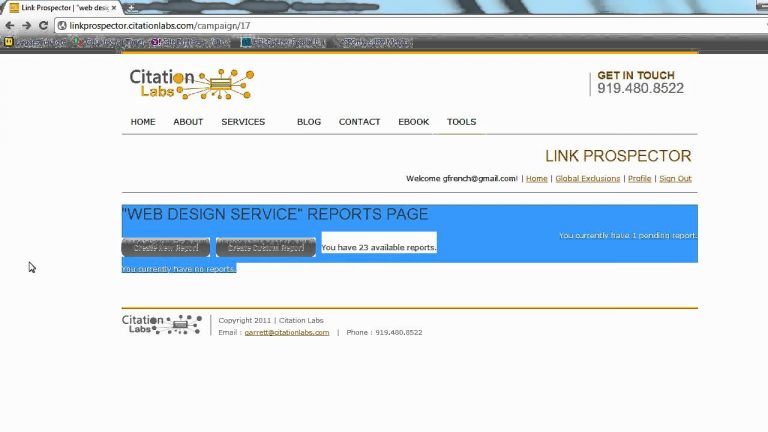 Link Prospector | "web desig
linkprospector.citationlabs.com/campaign/17
Citation
Labs
GET IN TOUCH
919.480.8522
HOME ABOUT SERVICES BLOG CONTACT EBOOK TOOLS
LINK PROSPECTOR
Welcome gfrench@gmail.com! | Home | Global Exclusions | Profile | Sign Out
"WEB DESIGN SERVICE" REPORTS PAGE
You currently have 1 pending report.
Create New Report Create Custom Report You have 23 available reports.
You currently have no reports.
Citation
Labs
Copyright 2011 | Citation Labs
Email : garrett@citationlabs.com | Phone : 919.480.8522